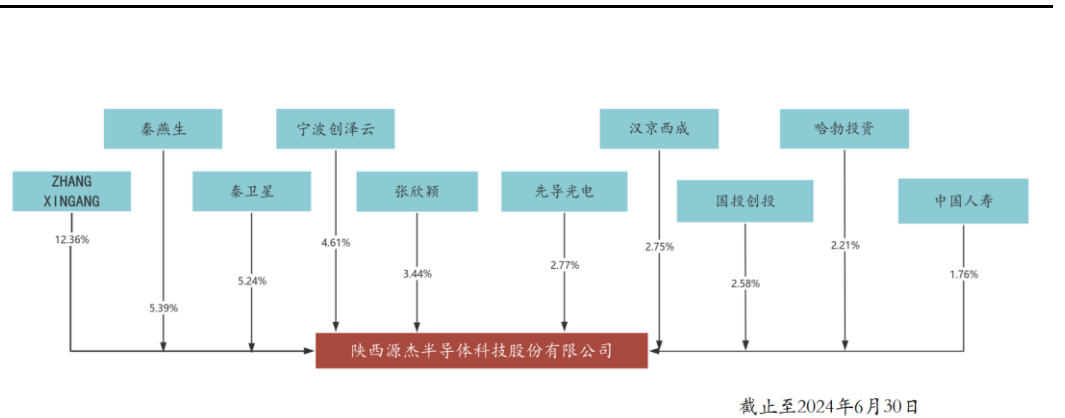 秦燕生
宁波创泽云
汉京西成
哈勃投资
ZHANG
XINGANG
秦卫星
张欣颖
先导光电
国投创投
中国人寿
12.36%
5.39%
5.24%
4.61%
3.44%
2.77%
2.75%
2.58%
2.21%
1.76%
陕西源杰半导体科技股份有限公司
截止至2024年6月30日